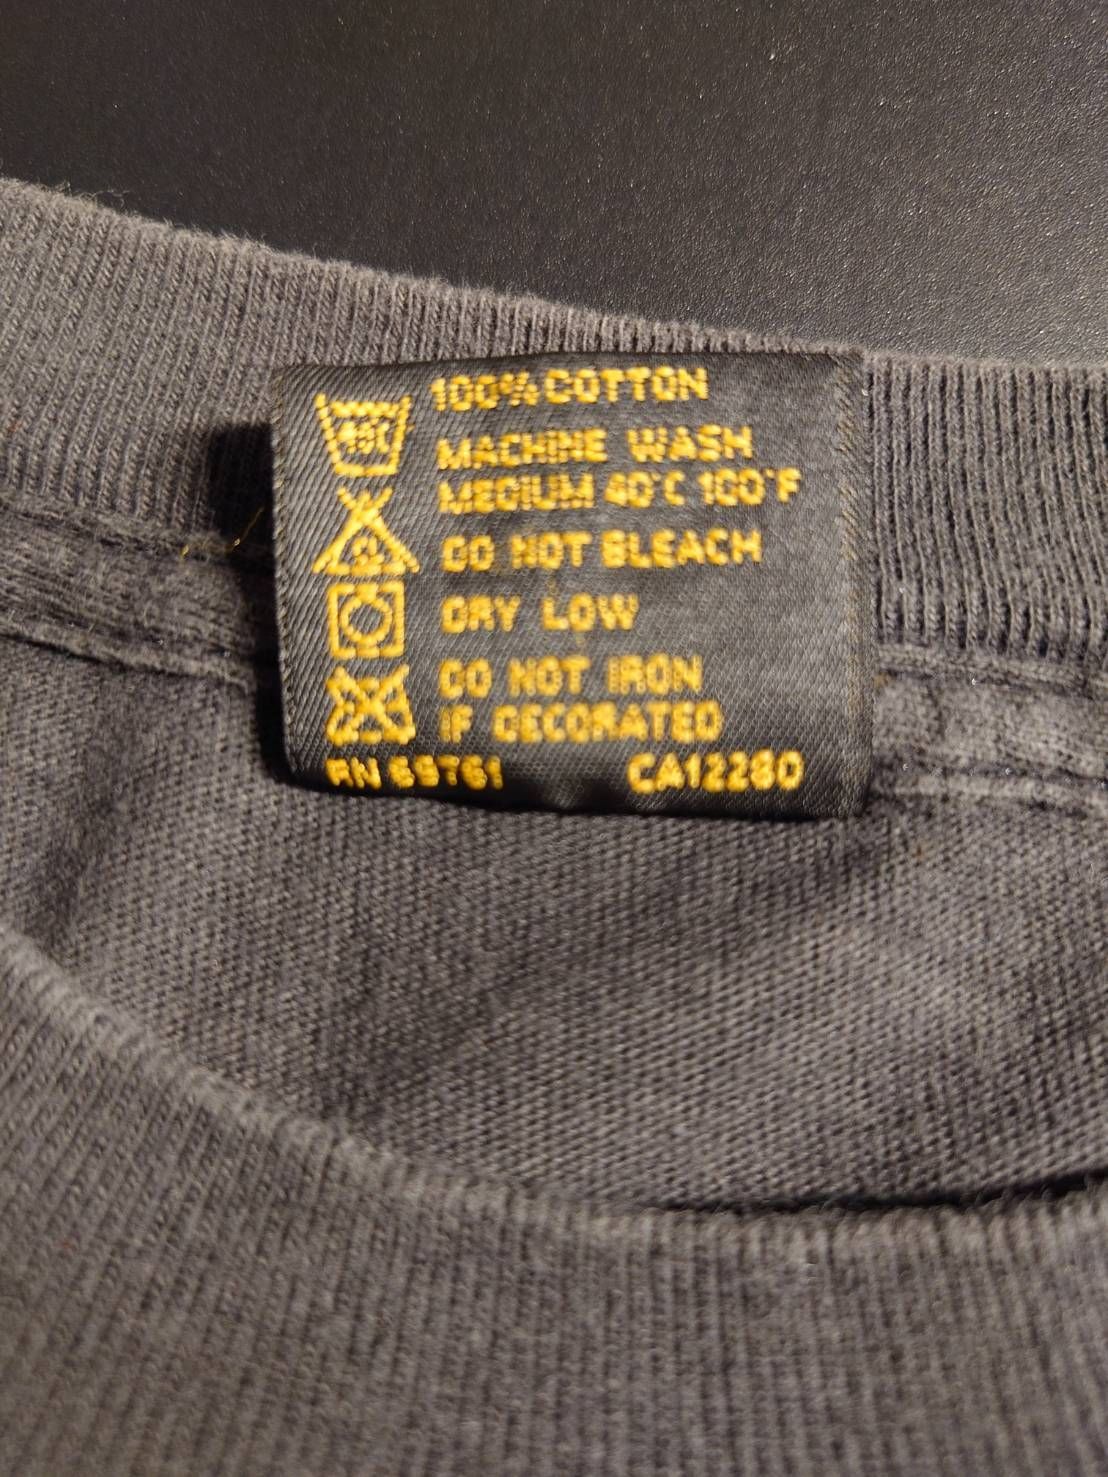 100% COTTON
MACHINE WASH
MEDIUM 40°C 100°F
DO NOT BLEACH
DRY LOW
DO NOT IRON
IF DECORATED
RN 69761 CA12280